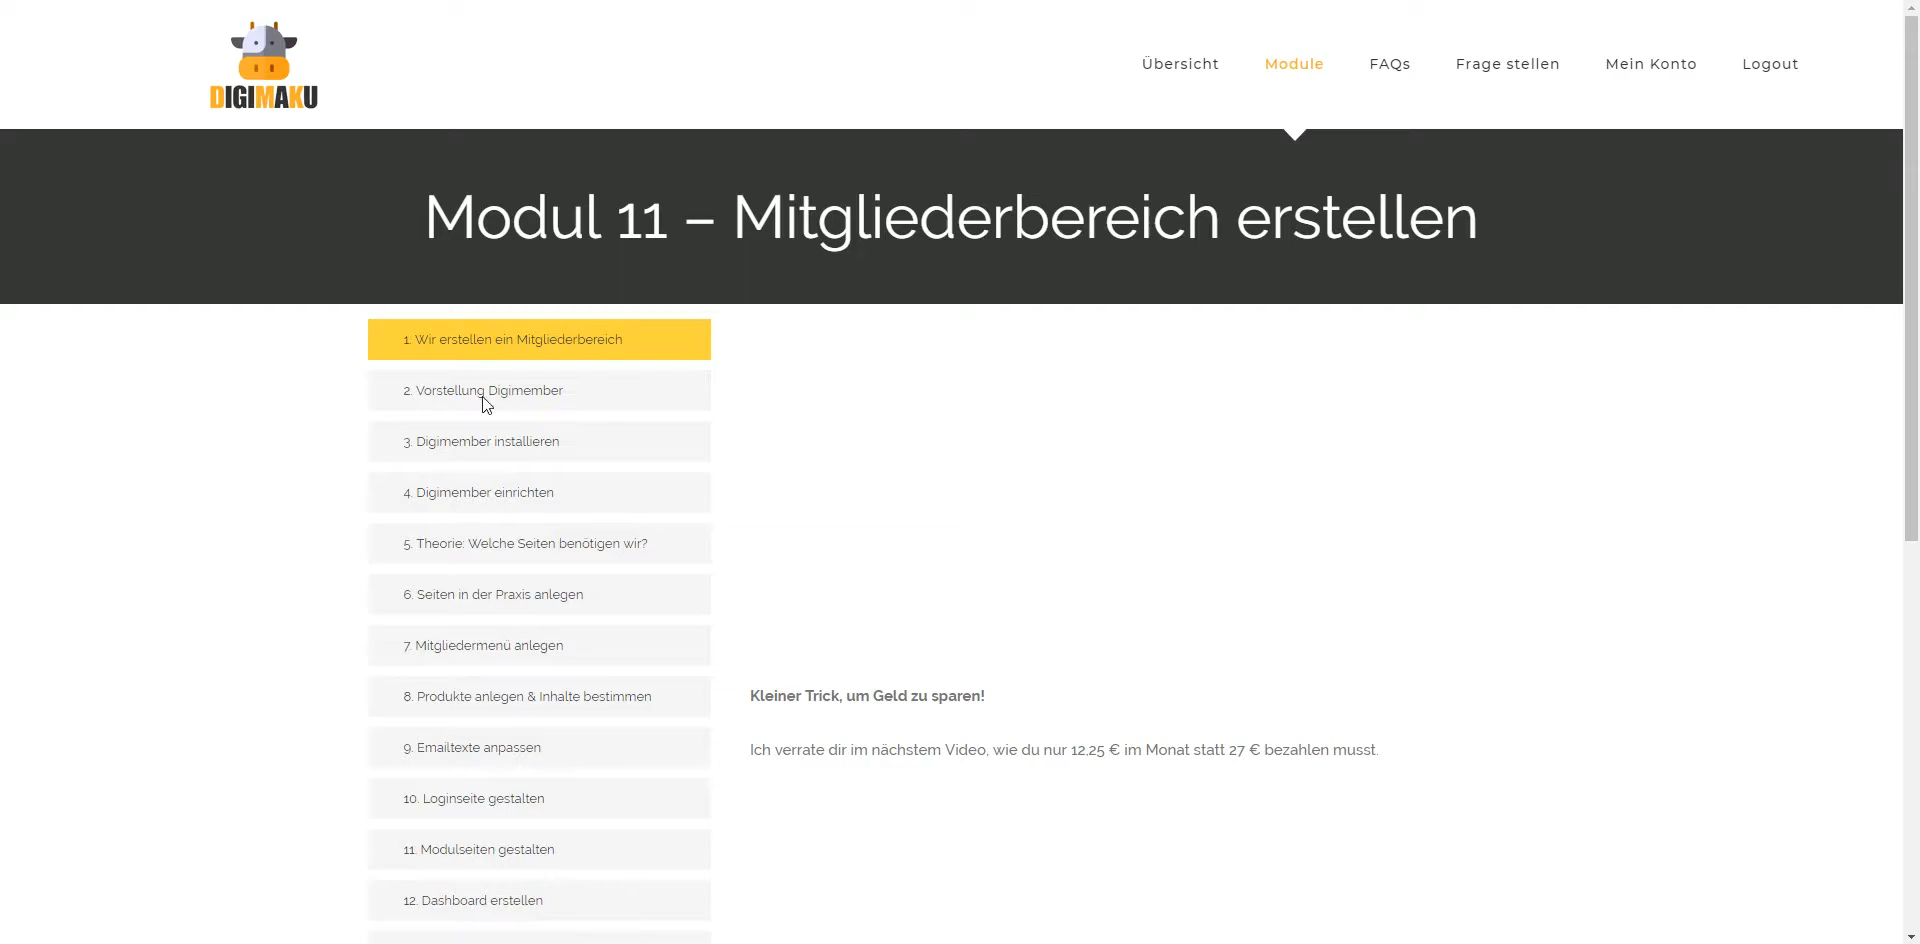 DIGIMAKU
Übersicht
Module
FAQs
Frage stellen
Mein Konto
Logout
Modul 11 – Mitgliederbereich erstellen
1. Wir erstellen ein Mitgliederbereich
2. Vorstellung Digimember
3. Digimember installieren
4. Digimember einrichten
5. Theorie: Welche Seiten benötigen wir?
6. Seiten in der Praxis anlegen
7. Mitgliedermenü anlegen
8. Produkte anlegen & Inhalte bestimmen
9. Emailtexte anpassen
10. Loginseite gestalten
11. Modulseiten gestalten
12. Dashboard erstellen
Kleiner Trick, um Geld zu sparen!
Ich verrate dir im nächstem Video, wie du nur 12,25 € im Monat statt 27 € bezahlen musst.